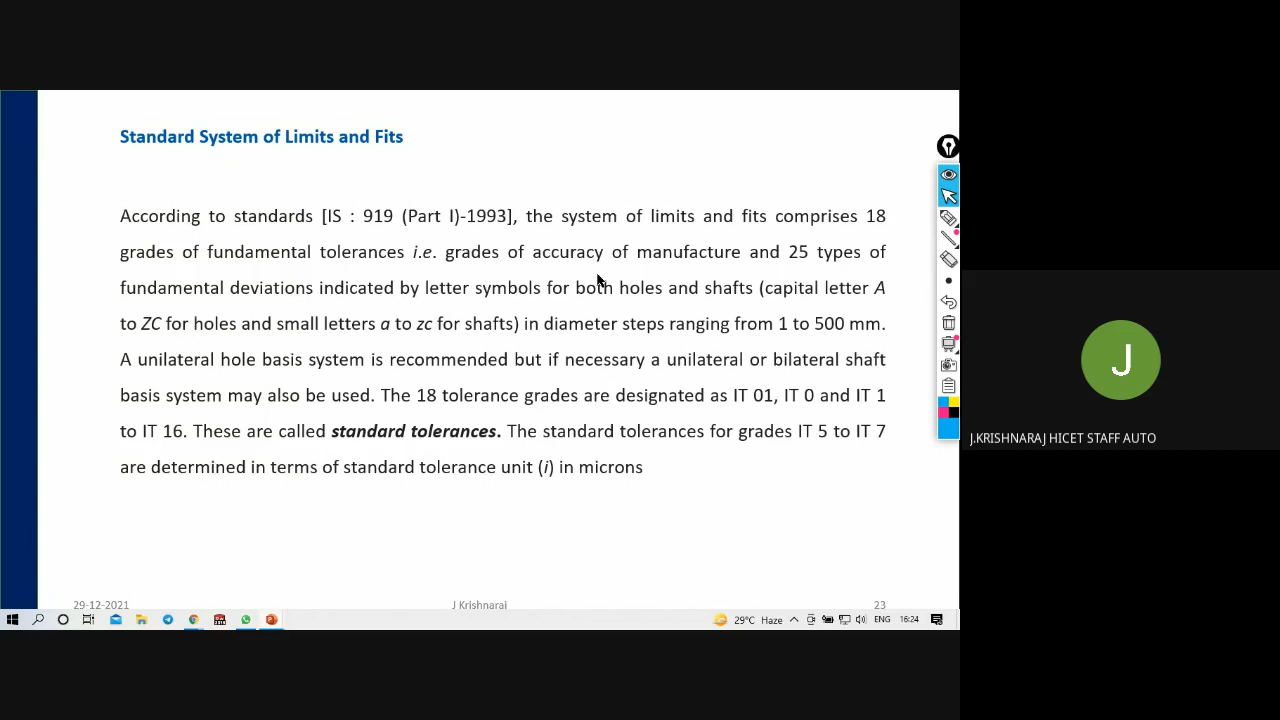 Standard System of Limits and Fits
According to standards [IS : 919 (Part I)-1993], the system of limits and fits comprises 18
grades of fundamental tolerances i.e. grades of accuracy of manufacture and 25 types of
fundamental deviations indicated by letter symbols for both holes and shafts (capital letter A
to ZC for holes and small letters a to zc for shafts) in diameter steps ranging from 1 to 500 mm.
A unilateral hole basis system is recommended but if necessary a unilateral or bilateral shaft
basis system may also be used. The 18 tolerance grades are designated as IT 01, IT 0 and IT 1
to IT 16. These are called standard tolerances. The standard tolerances for grades IT 5 to IT 7
are determined in terms of standard tolerance unit (i) in microns
29-12-2021
J Krishnaraj
23
29°C Haze
ENG
16:24
J
J.KRISHNARAJ HICET STAFF AUTO